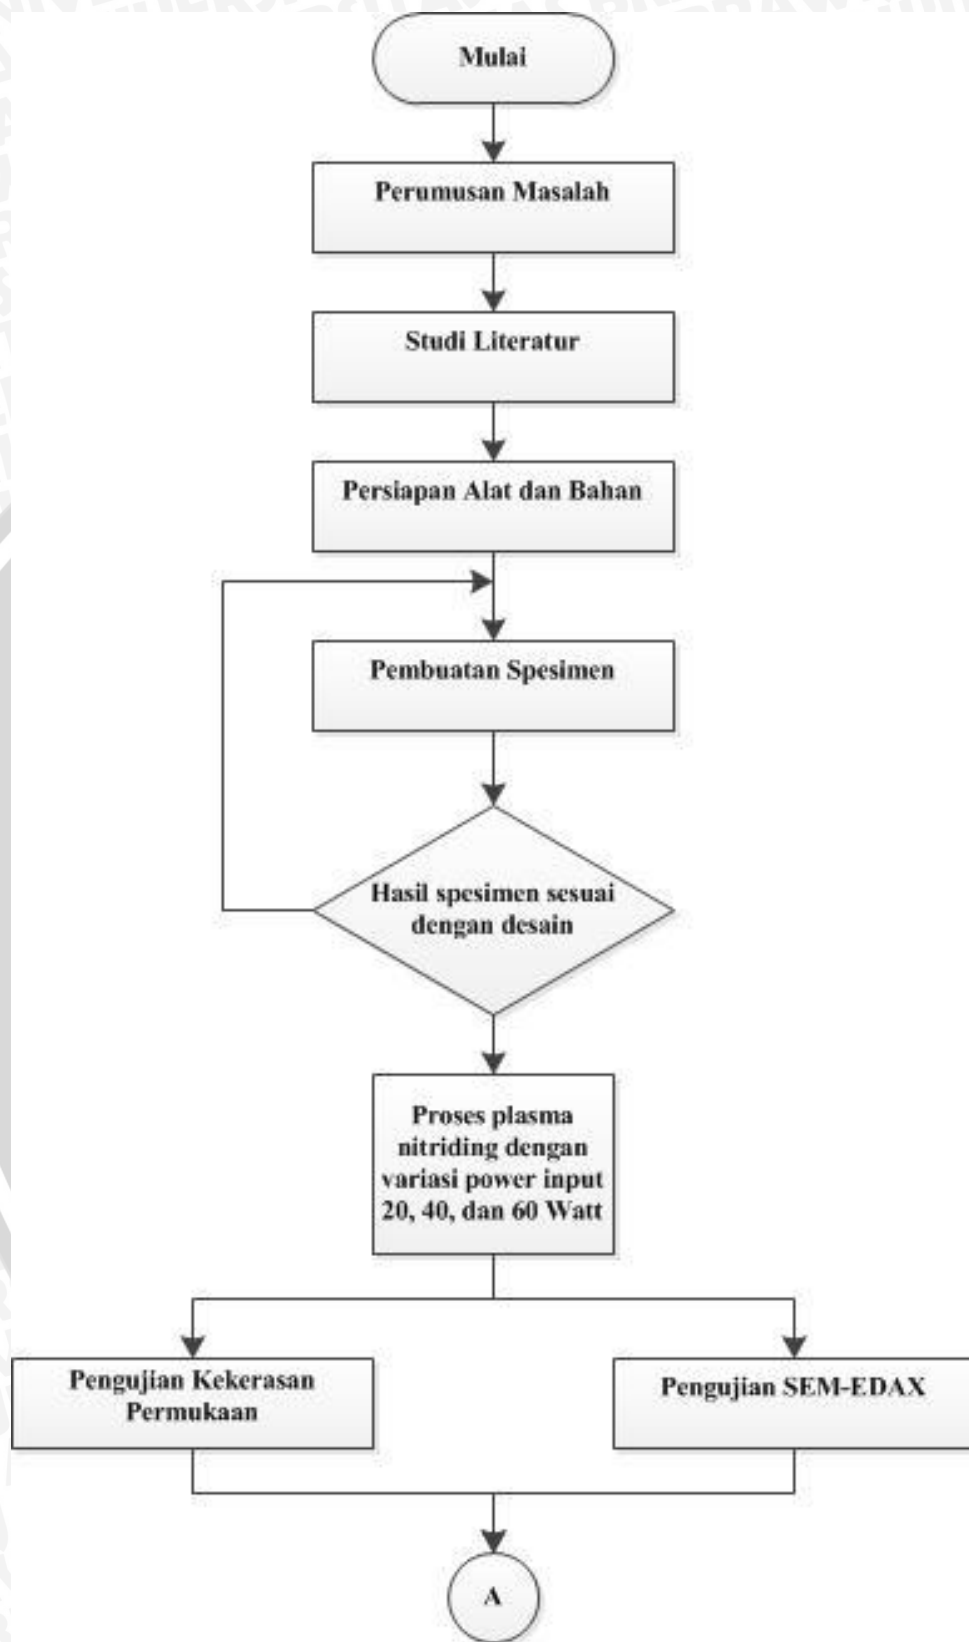 Mulai
Perumusan Masalah
Studi Literatur
Persiapan Alat dan Bahan
Pembuatan Spesimen
Hasil spesimen sesuai
dengan desain
Proses plasma
nitriding dengan
variasi power input
20, 40, dan 60 Watt
Pengujian Kekerasan
Permukaan
Pengujian SEM-EDAX
A